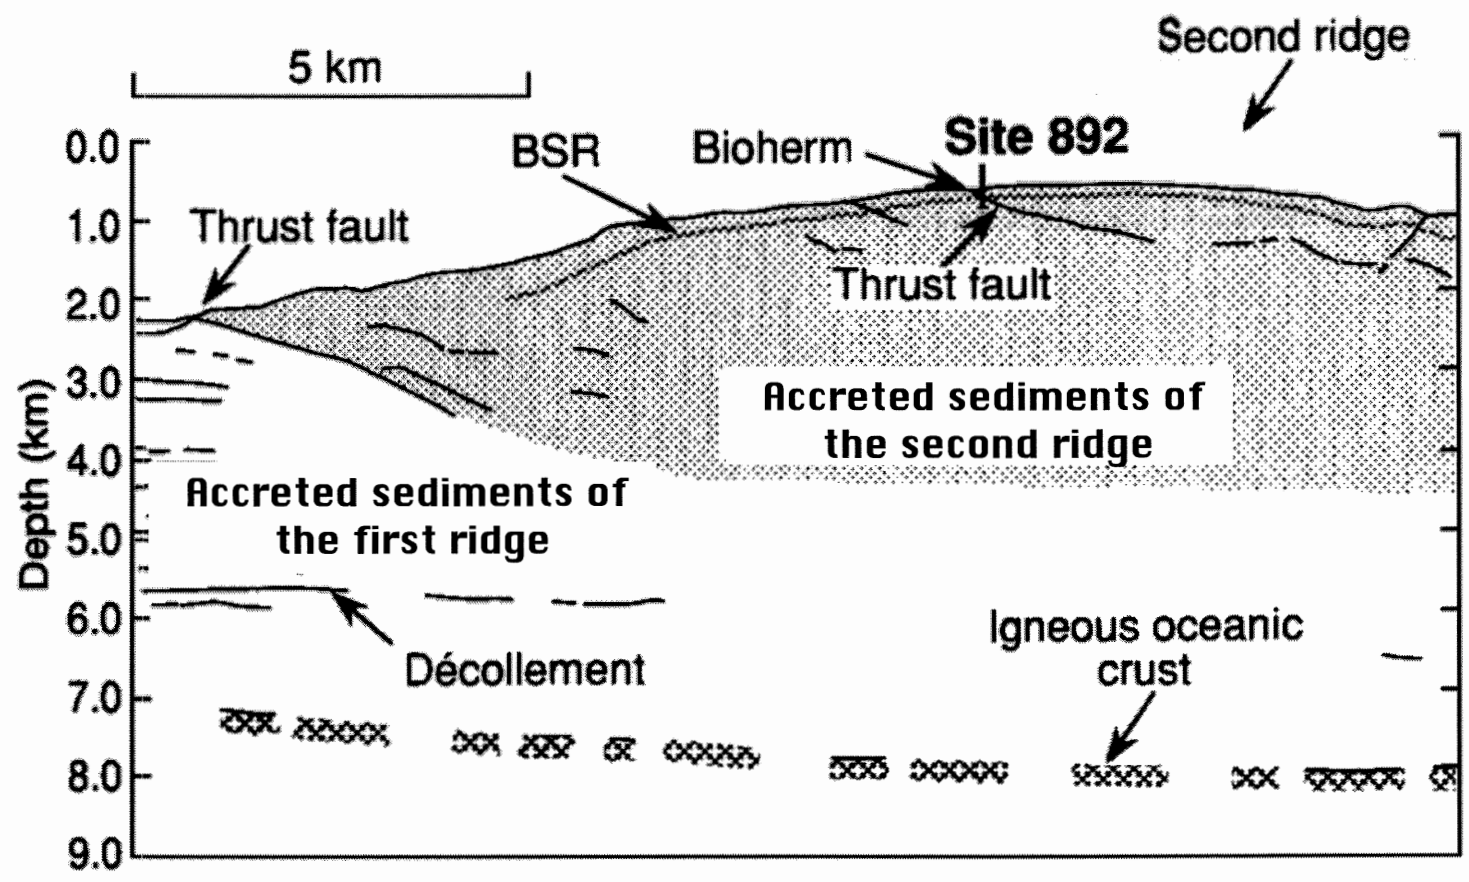 Second ridge
5 km
BSR
Bioherm
Site 892
Thrust fault
Thrust fault
Accreted sediments of
the second ridge
Accreted sediments of
the first ridge
Décollement
Igneous oceanic
crust
Depth (km)
0.0
1.0
2.0
3.0
4.0
5.0
6.0
7.0
8.0
9.0